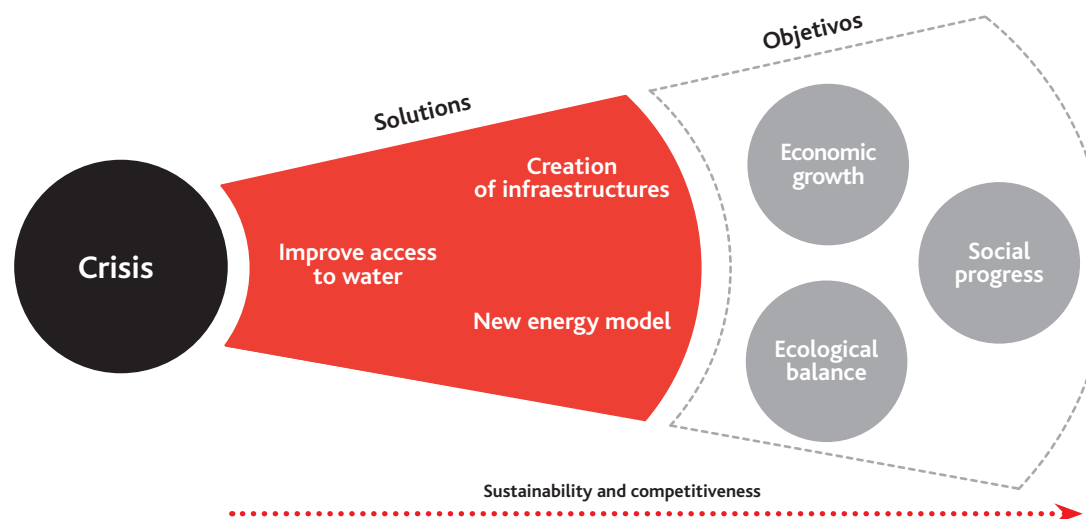 Crisis
Solutions
Creation
of infraestructures
Improve access
to water
New energy model
Objetivos
Economic
growth
Social
progress
Ecological
balance
Sustainability and competitiveness